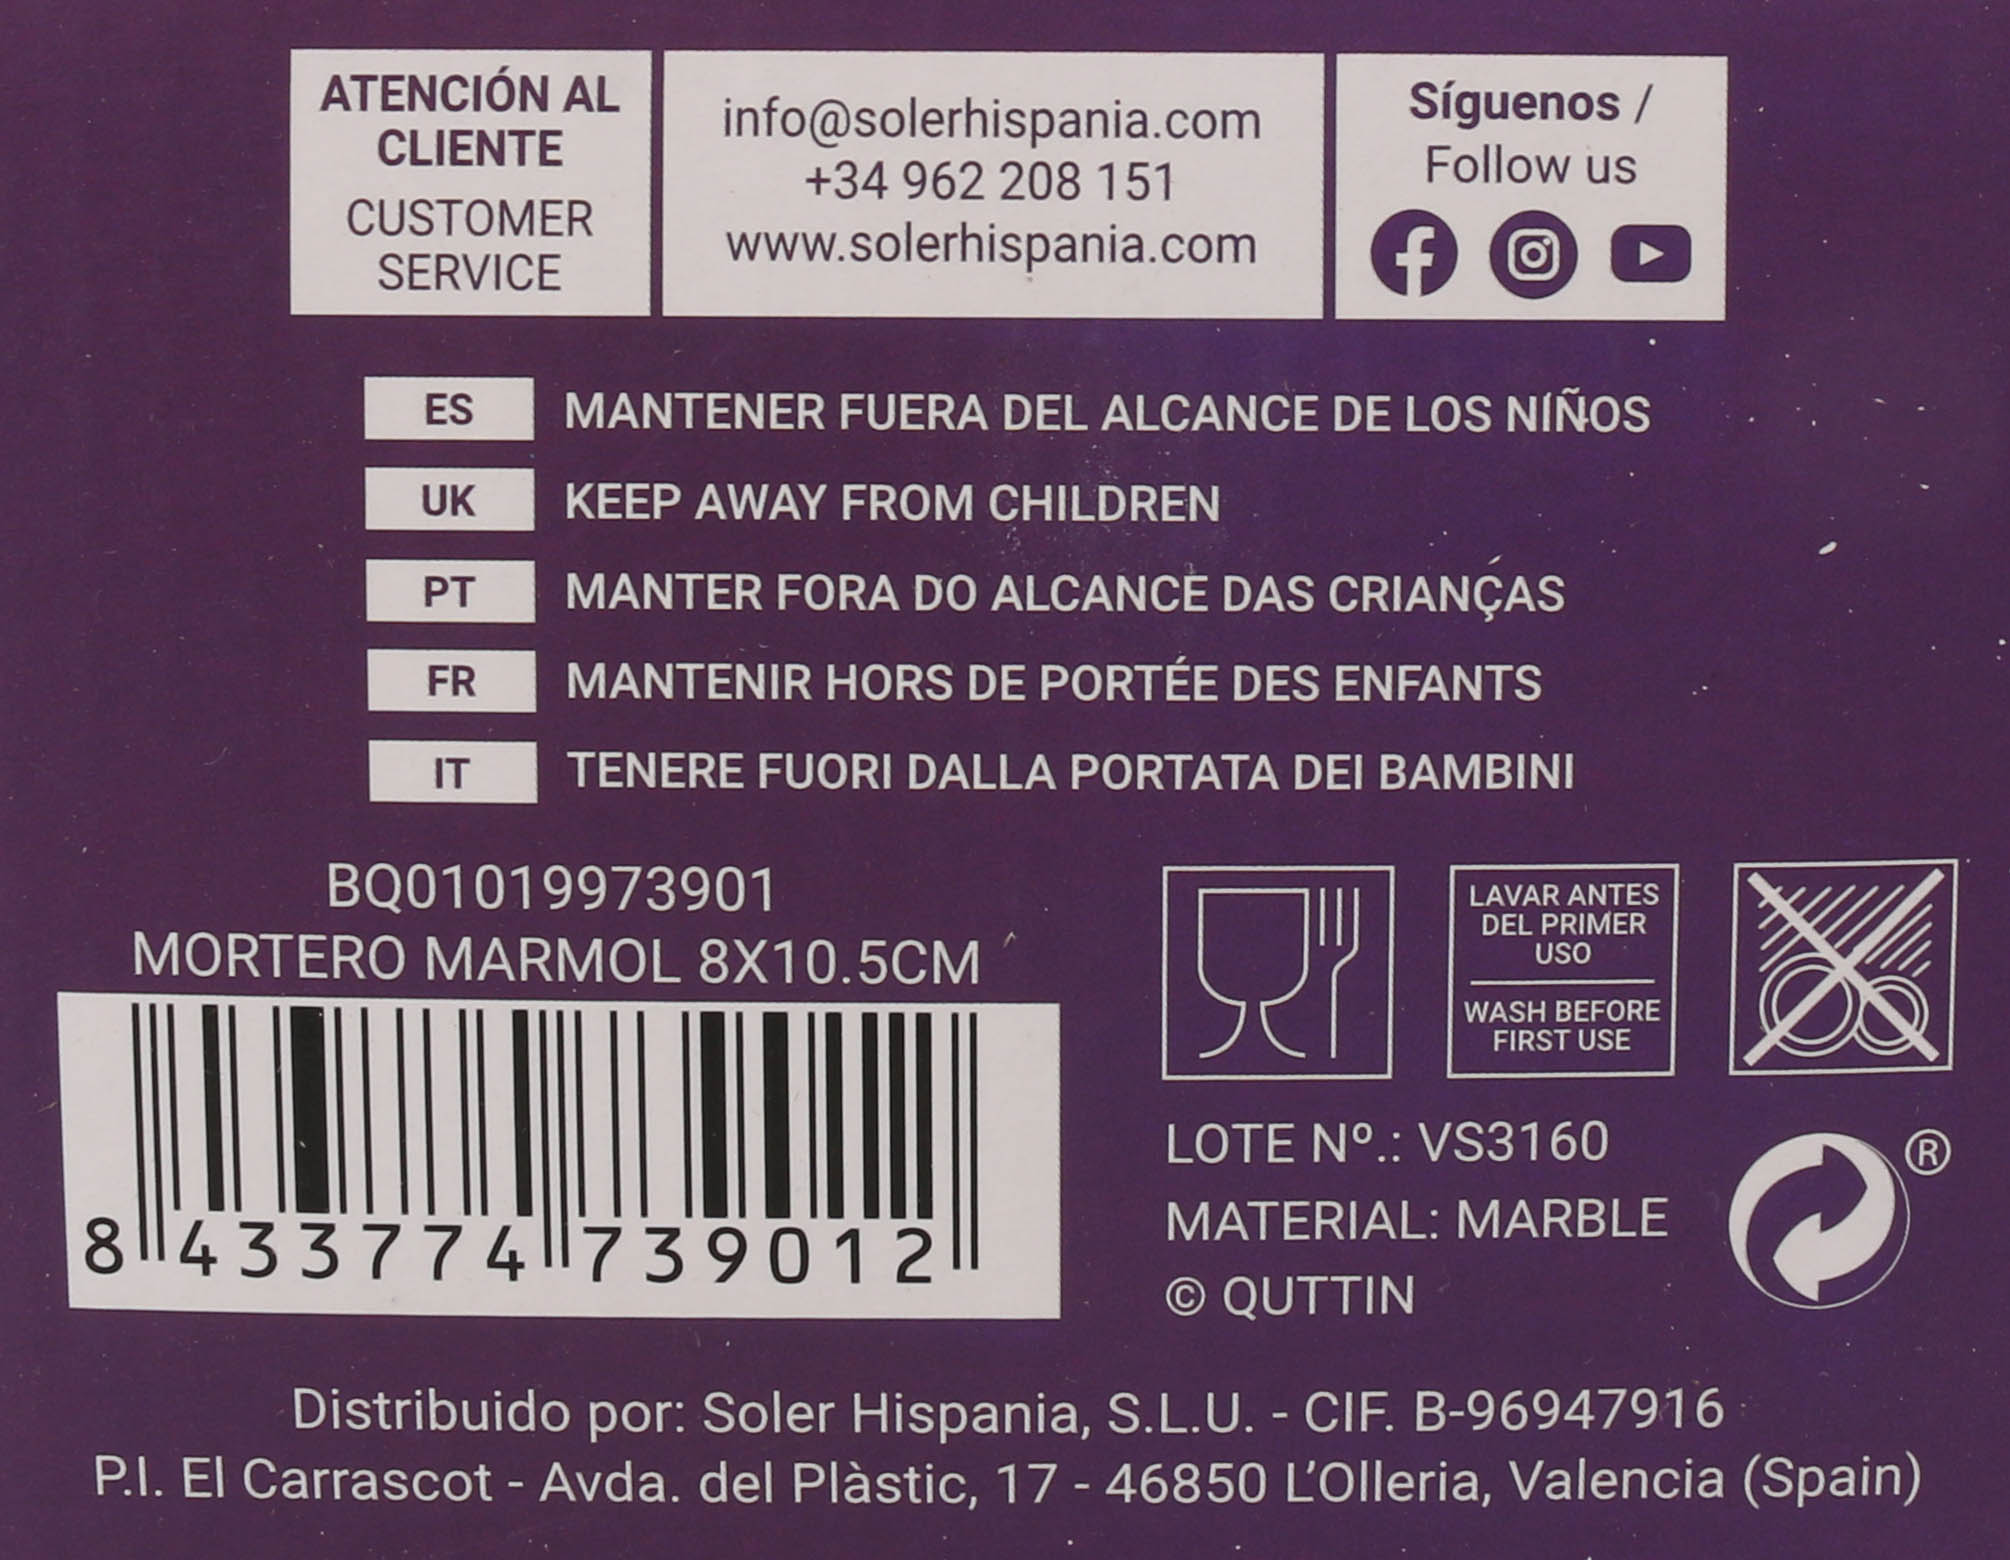 ATENCIÓN AL
CLIENTE
CUSTOMER
SERVICE
info@solerhispania.com
+34 962 208 151
www.solerhispania.com
Síguenos /
Follow us
ES MANTENER FUERA DEL ALCANCE DE LOS NIÑOS
UK KEEP AWAY FROM CHILDREN
PT MANTER FORA DO ALCANCE DAS CRIANÇAS
FR MANTENIR HORS DE PORTÉE DES ENFANTS
IT TENERE FUORI DALLA PORTATA DEI BAMBINI
BQ01019973901
MORTERO MARMOL 8X10.5CM
8 433774 739012
LAVAR ANTES
DEL PRIMER
USO
WASH BEFORE
FIRST USE
LOTE Nº.: VS3160
MATERIAL: MARBLE
© QUTTIN
®
Distribuido por: Soler Hispania, S.L.U. - CIF. B-96947916
P.I. El Carrascot - Avda. del Plàstic, 17 - 46850 L'Olleria, Valencia (Spain)